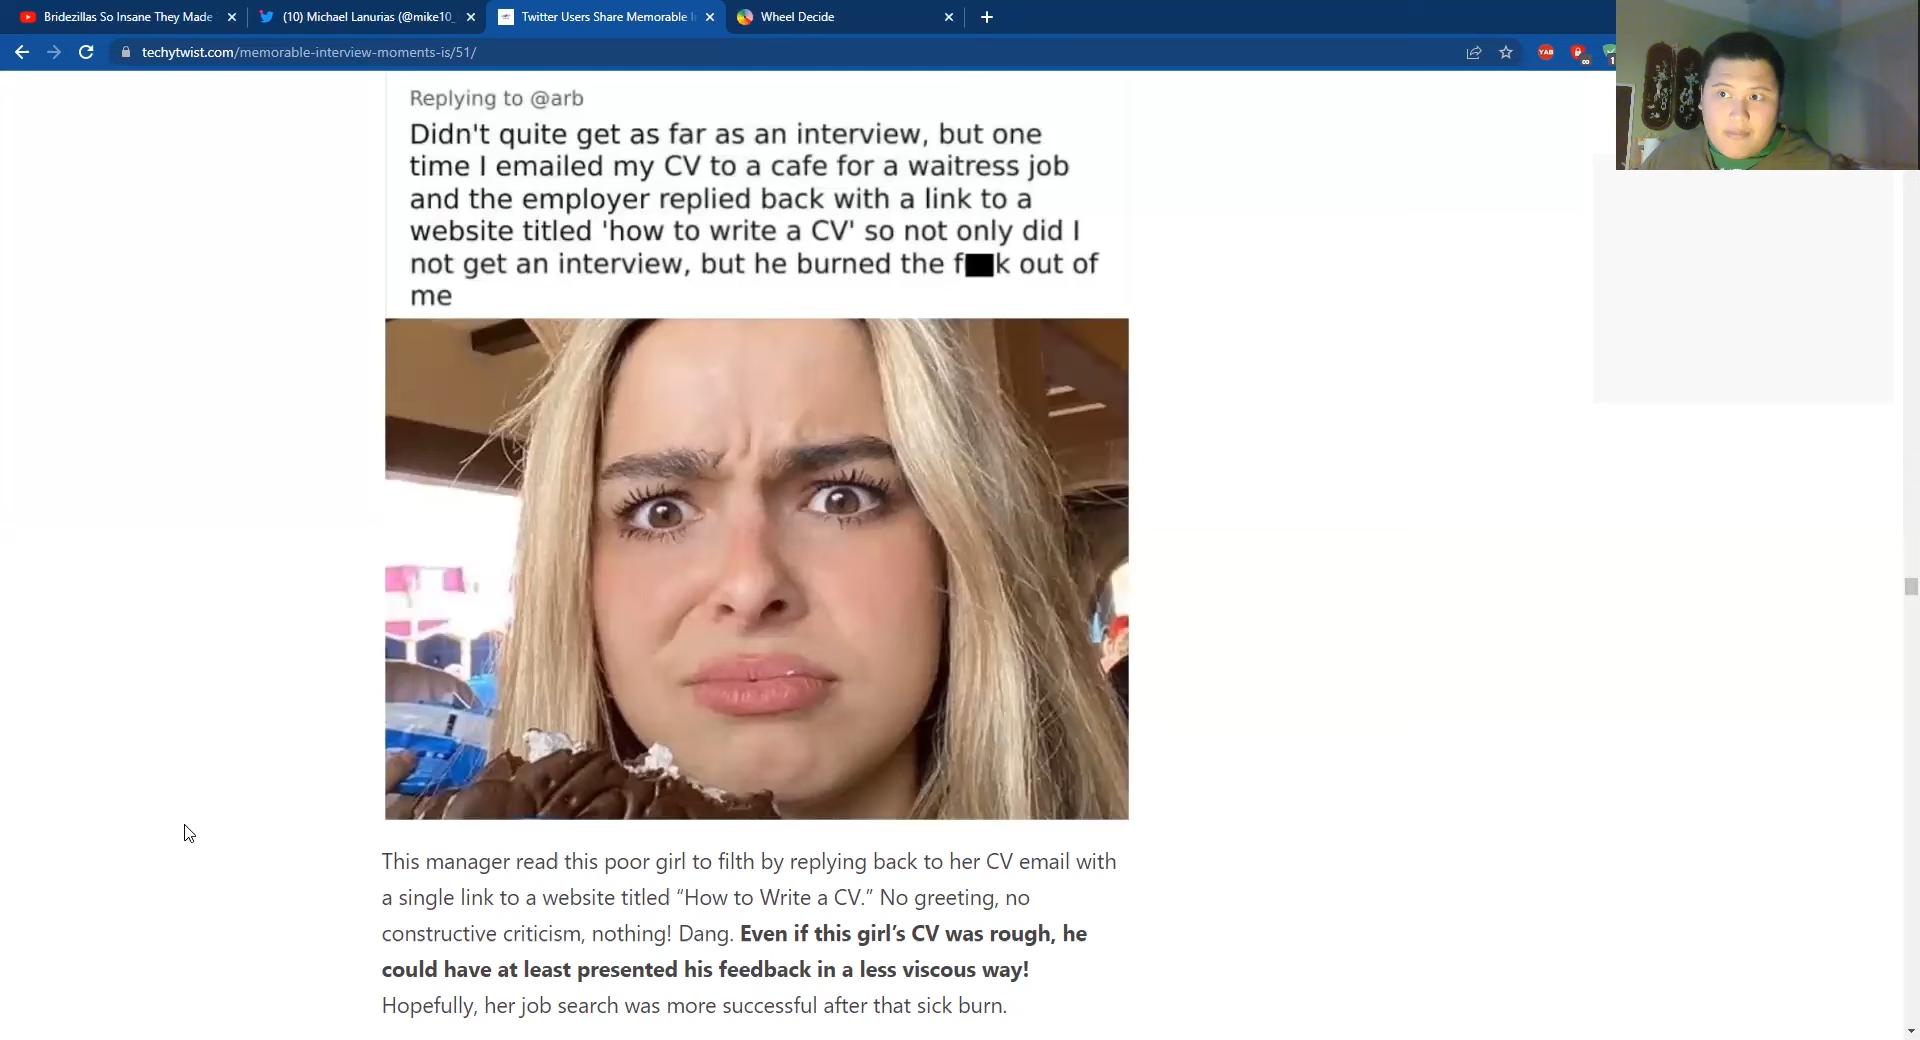 Bridezillas So Insane They Made
(10) Michael Lanurias (@mike10_
Twitter Users Share Memorable
Wheel Decide
techytwist.com/memorable-interview-moments-is/51/
YAB
1
Replying to @arb
Didn't quite get as far as an interview, but one
time I emailed my CV to a cafe for a waitress job
and the employer replied back with a link to a
website titled 'how to write a CV' so not only did I
not get an interview, but he burned the f k out of
me
This manager read this poor girl to filth by replying back to her CV email with
a single link to a website titled “How to Write a CV.” No greeting, no
constructive criticism, nothing! Dang. Even if this girl’s CV was rough, he
could have at least presented his feedback in a less viscous way!
Hopefully, her job search was more successful after that sick burn.